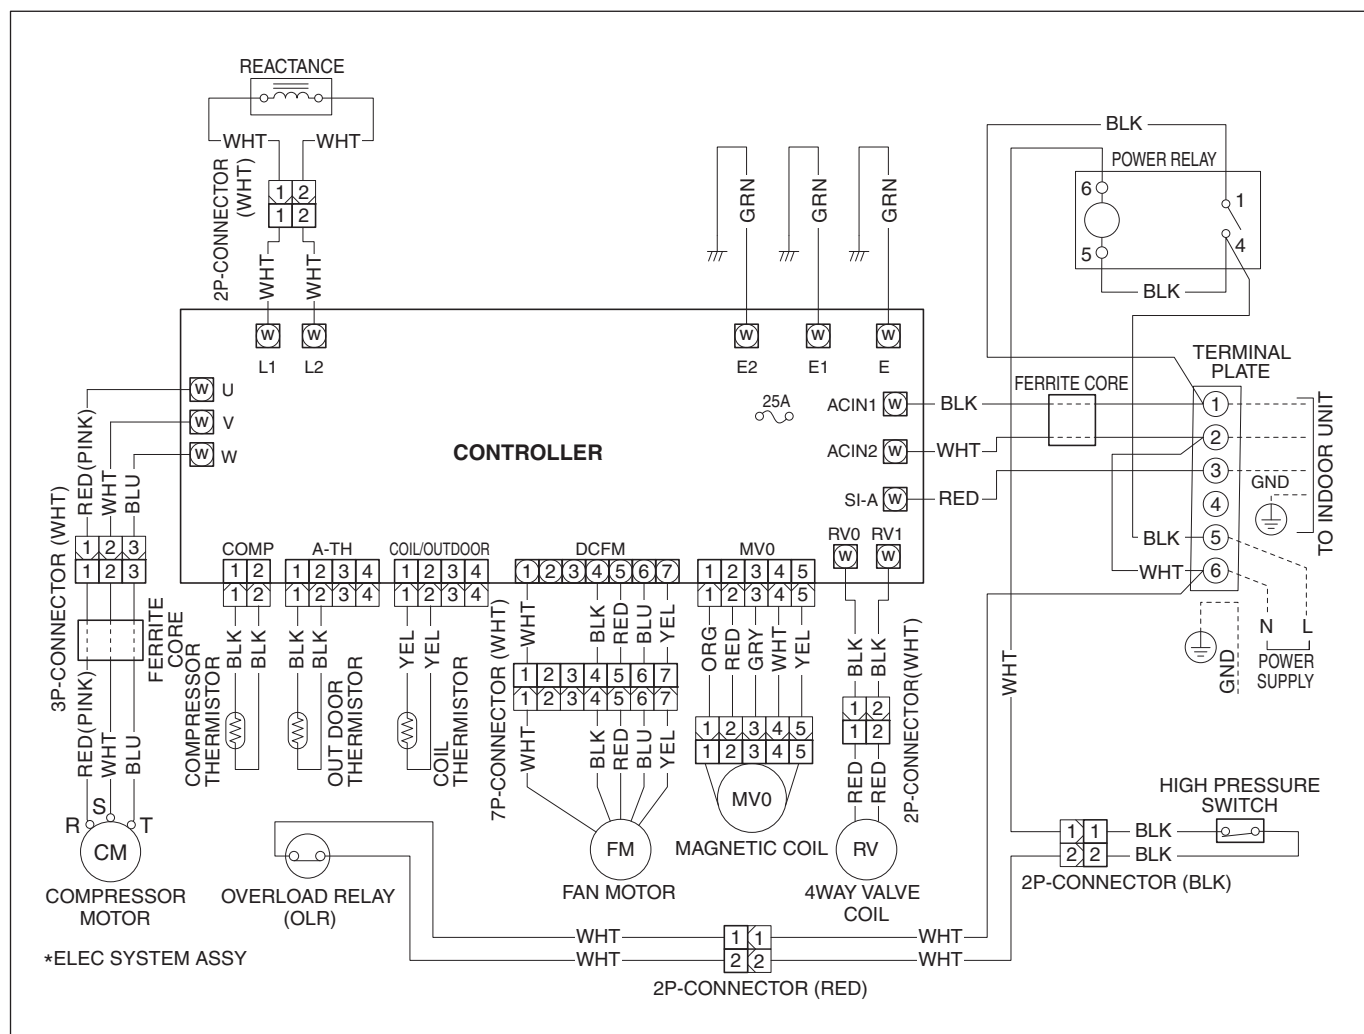 REACTANCE
WHT WHT
2P-CONNECTOR
(WHT)
1 2
1 2
WHT WHT
GRN GRN GRN
BLK
POWER RELAY
6 1
5 4
BLK
W W W W W
L1 L2 E2 E1 E
TERMINAL
PLATE
FERRITE CORE
25A
W U
W V
W W
CONTROLLER
ACIN1 W BLK
ACIN2 W WHT
SI-A W RED
1
2
3
4
5
6
GND
TO INDOOR UNIT
BLK
WHT
N L
POWER
SUPPLY
GND
RED(PINK) WHT BLU
3P-CONNECTOR (WHT)
1 2 3
1 2 3
FERRITE
CORE
RED(PINK) WHT BLU
R S T
CM
COMPRESSOR
MOTOR
COMP
1 2
1 2
BLK BLK
COMPRESSOR
THERMISTOR
A-TH
1 2 3 4
1 2 3 4
BLK BLK
OUT DOOR
THERMISTOR
COIL/OUTDOOR
1 2 3 4
1 2 3 4
YEL YEL
COIL
THERMISTOR
DCFM
1 2 3 4 5 6 7
WHT BLK RED BLU YEL
7P-CONNECTOR (WHT)
1 2 3 4 5 6 7
1 2 3 4 5 6 7
WHT BLK RED BLU YEL
FM
FAN MOTOR
MV0
1 2 3 4 5
1 2 3 4 5
ORG RED GRY WHT YEL
1 2 3 4 5
1 2 3 4 5
MV0
MAGNETIC COIL
RV0 RV1
W W
BLK BLK
2P-CONNECTOR(WHT)
1 2
1 2
RED RED
RV
4WAY VALVE
COIL
WHT
HIGH PRESSURE
SWITCH
1 1 BLK
2 2 BLK
2P-CONNECTOR (BLK)
OVERLOAD RELAY
(OLR)
WHT 1 1 WHT
WHT 2 2 WHT
2P-CONNECTOR (RED)
*ELEC SYSTEM ASSY